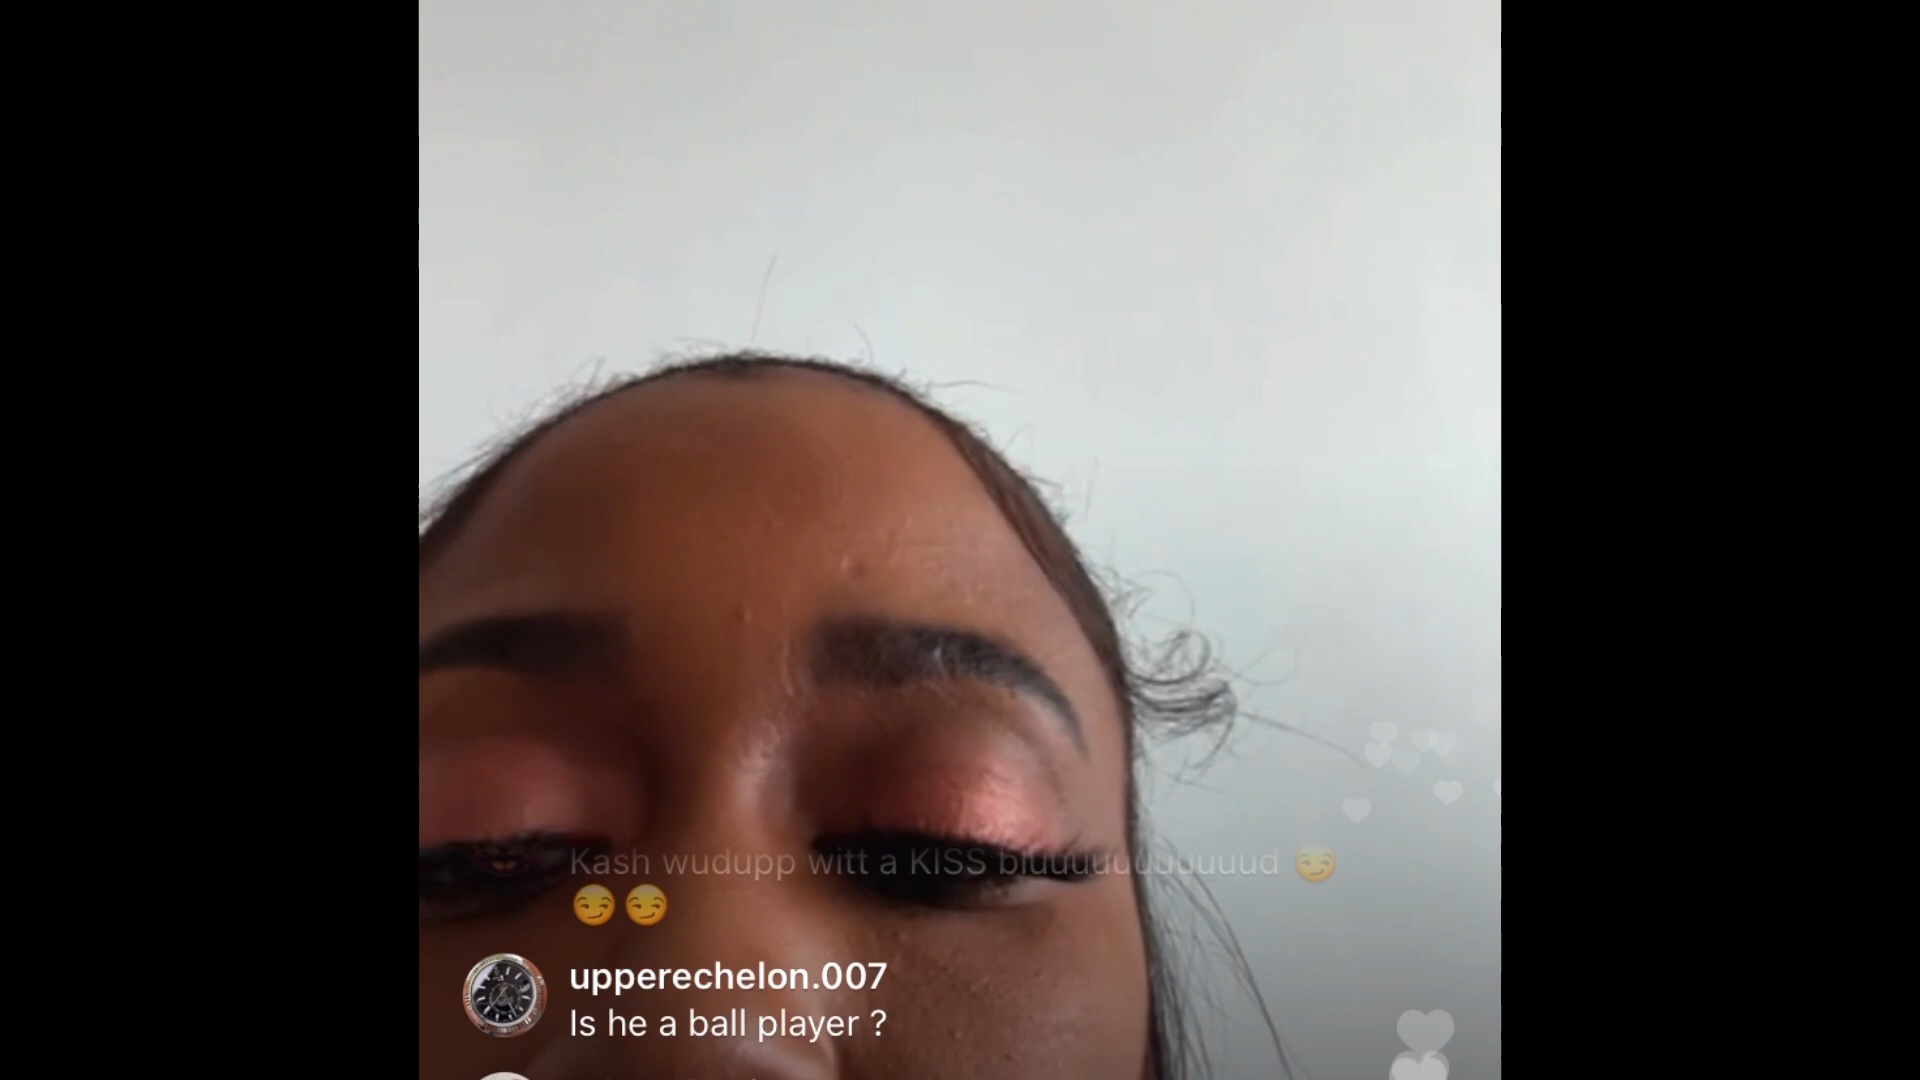 Kash wudupp witt a KISS bluuuuuuuuuuud 😏
😏😏
upperechelon.007
Is he a ball player ?